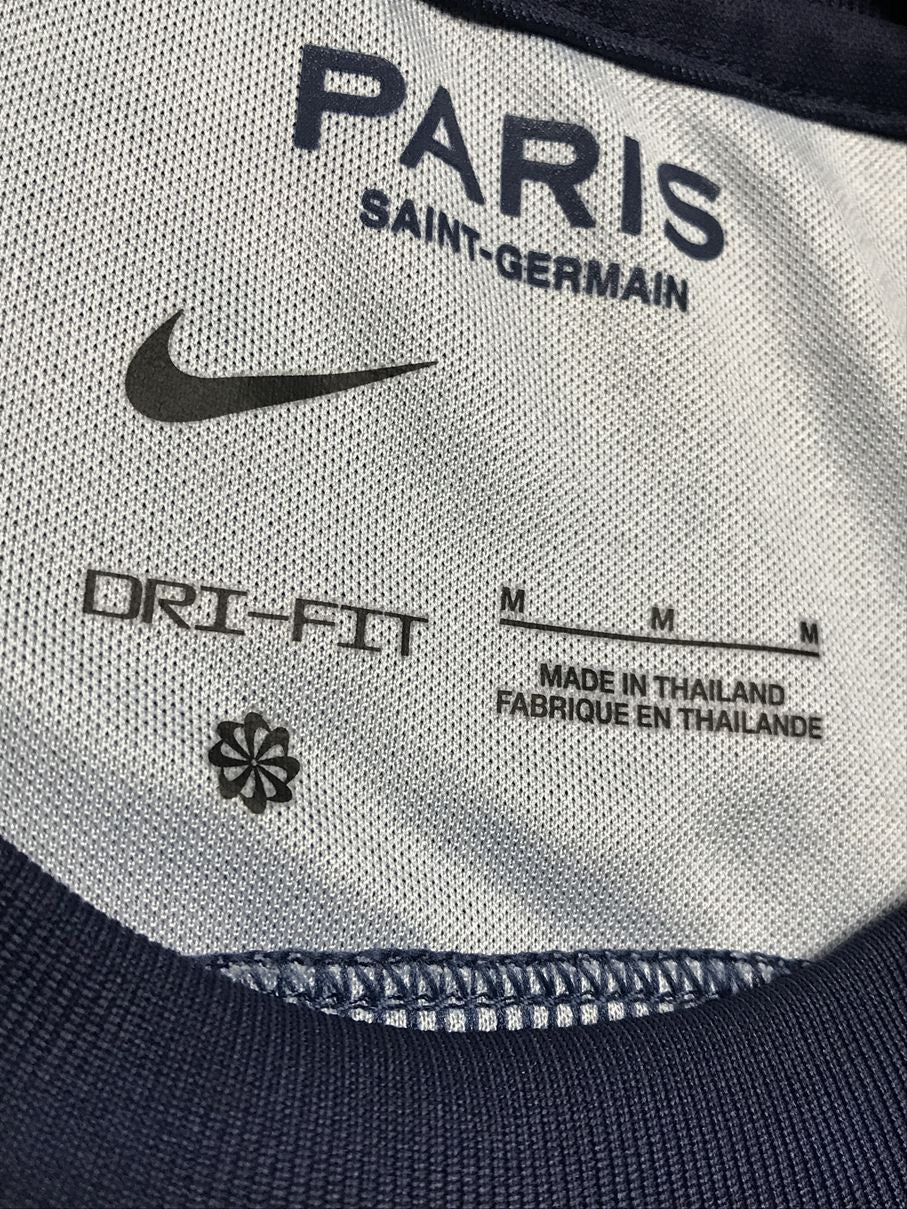 PARIS
SAINT-GERMAIN
DRI-FIT
M M M
MADE IN THAILAND
FABRIQUE EN THAILANDE